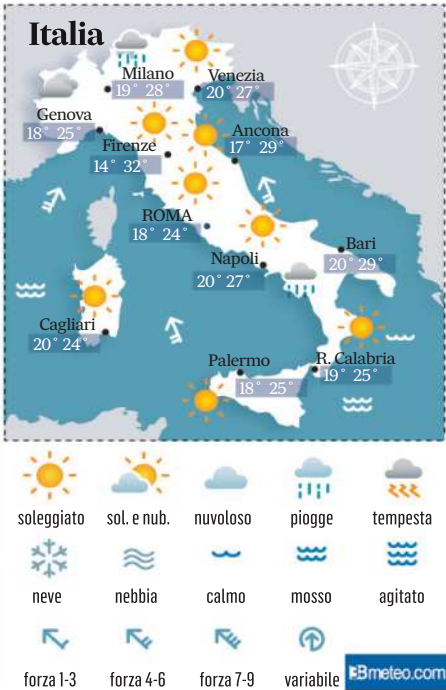 Italia
Milano
19° 28°
Venezia
20° 27°
Genova
18° 25°
Ancona
17° 29°
Firenze
14° 32°
ROMA
18° 24°
Bari
20° 29°
Napoli
20° 27°
Cagliari
20° 24°
Palermo
18° 25°
R. Calabria
19° 25°
soleggiato sol. e nub. nuvoloso piogge tempesta
neve nebbia calmo mosso agitato
forza 1-3 forza 4-6 forza 7-9 variabile
3Bmeteo.com